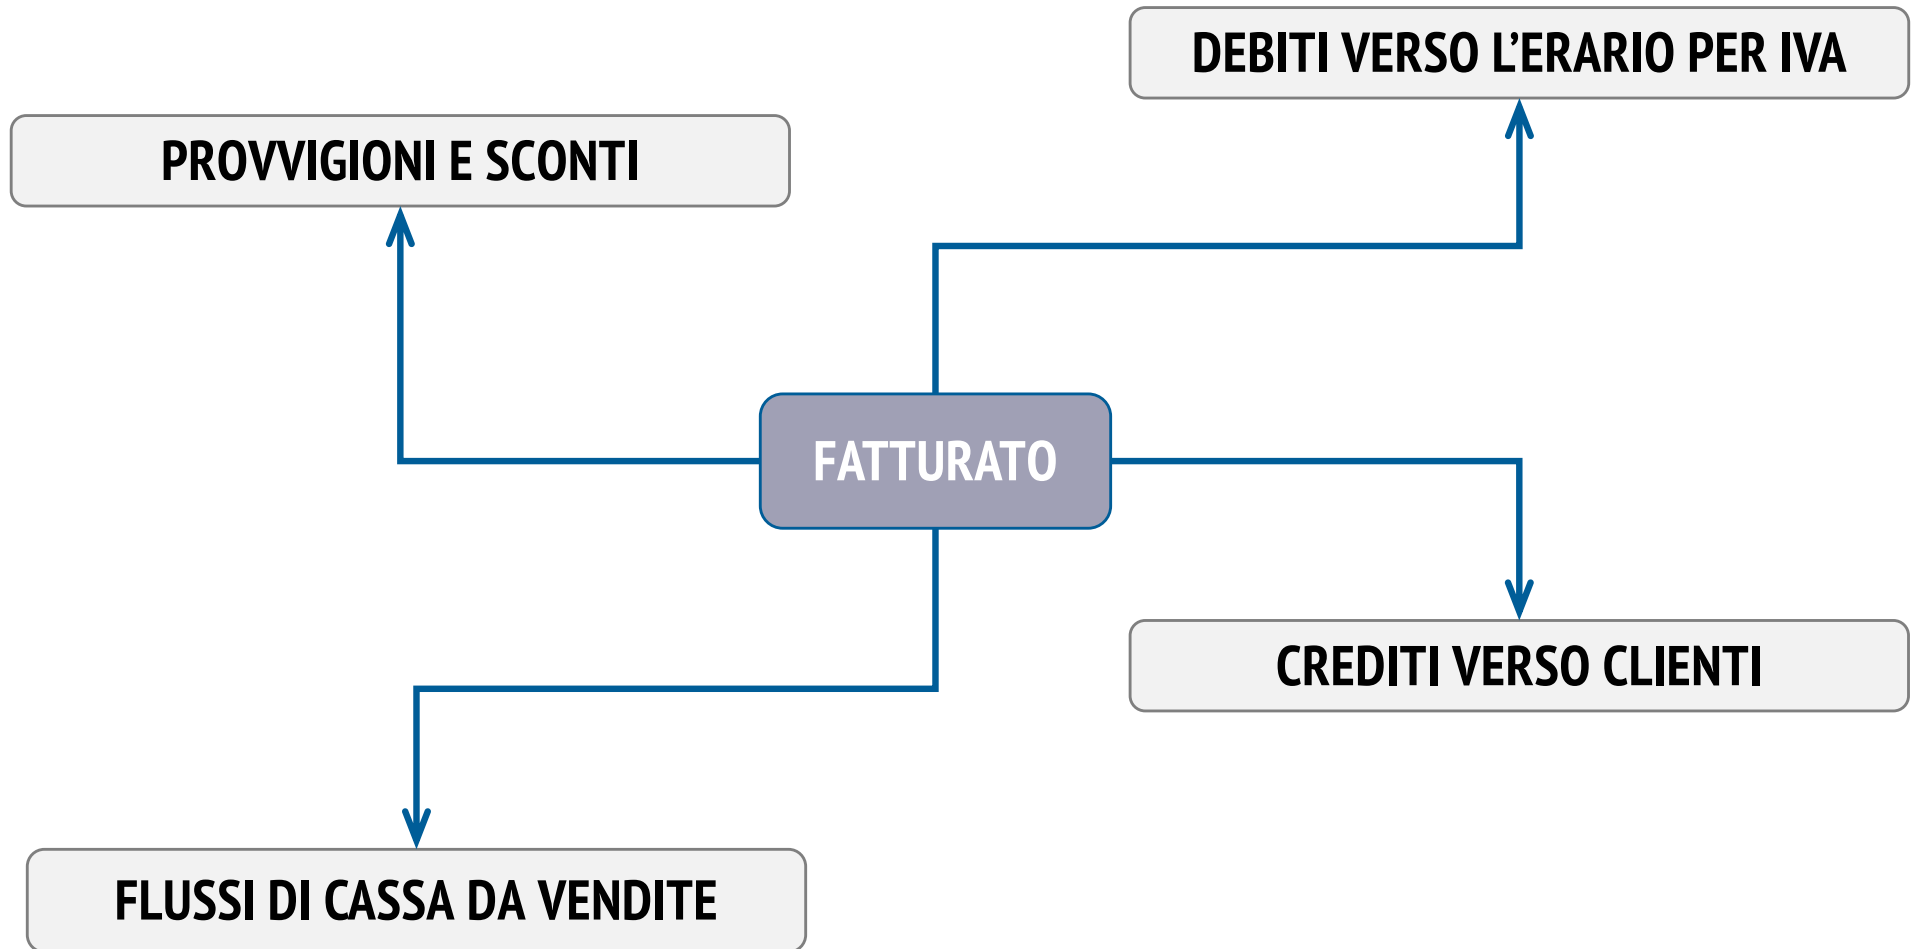 DEBITI VERSO L'ERARIO PER IVA
PROVVIGIONI E SCONTI
FATTURATO
CREDITI VERSO CLIENTI
FLUSSI DI CASSA DA VENDITE